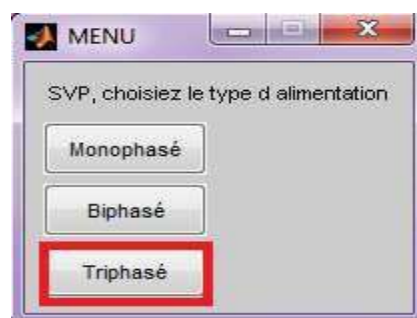 MENU
SVP, choisiez le type d alimentation
Monophasé
Biphasé
Triphasé